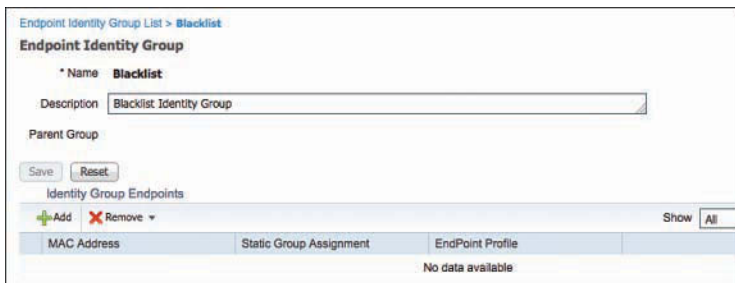 Endpoint Identity Group List > Blacklist
Endpoint Identity Group
* Name Blacklist
Description Blacklist Identity Group
Parent Group
Save Reset
Identity Group Endpoints
Add Remove Show All
MAC Address Static Group Assignment EndPoint Profile
No data available